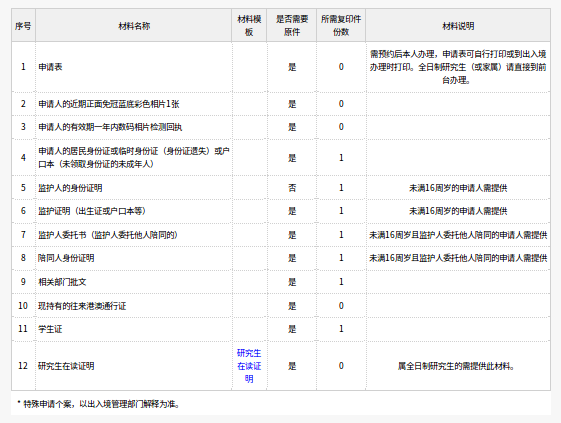 序号 材料名称 材料模板 是否需要原件 所需复印件份数 材料说明
1 申请表 是 0 需预约后本人办理，申请表可自行打印或到出入境办理时打印。全日制研究生（或家属）请直接到前台办理。
2 申请人的近期正面免冠蓝底彩色相片1张 是 0
3 申请人的有效期一年内数码相片检测回执 是 0
4 申请人的居民身份证或临时身份证（身份证遗失）或户口本（未领取身份证的未成年人） 是 1
5 监护人的身份证明 否 1 未满16周岁的申请人需提供
6 监护证明（出生证或户口本等） 是 1 未满16周岁的申请人需提供
7 监护人委托书（监护人委托他人陪同的） 是 1 未满16周岁且监护人委托他人陪同的申请人需提供
8 陪同人身份证明 是 1 未满16周岁且监护人委托他人陪同的申请人需提供
9 相关部门批文 是 1
10 现持有的往来港澳通行证 是 0
11 学生证 是 1
12 研究生在读证明 研究生在读证明 是 0 属全日制研究生的需提供此材料。
* 特殊申请个案，以出入境管理部门解释为准。